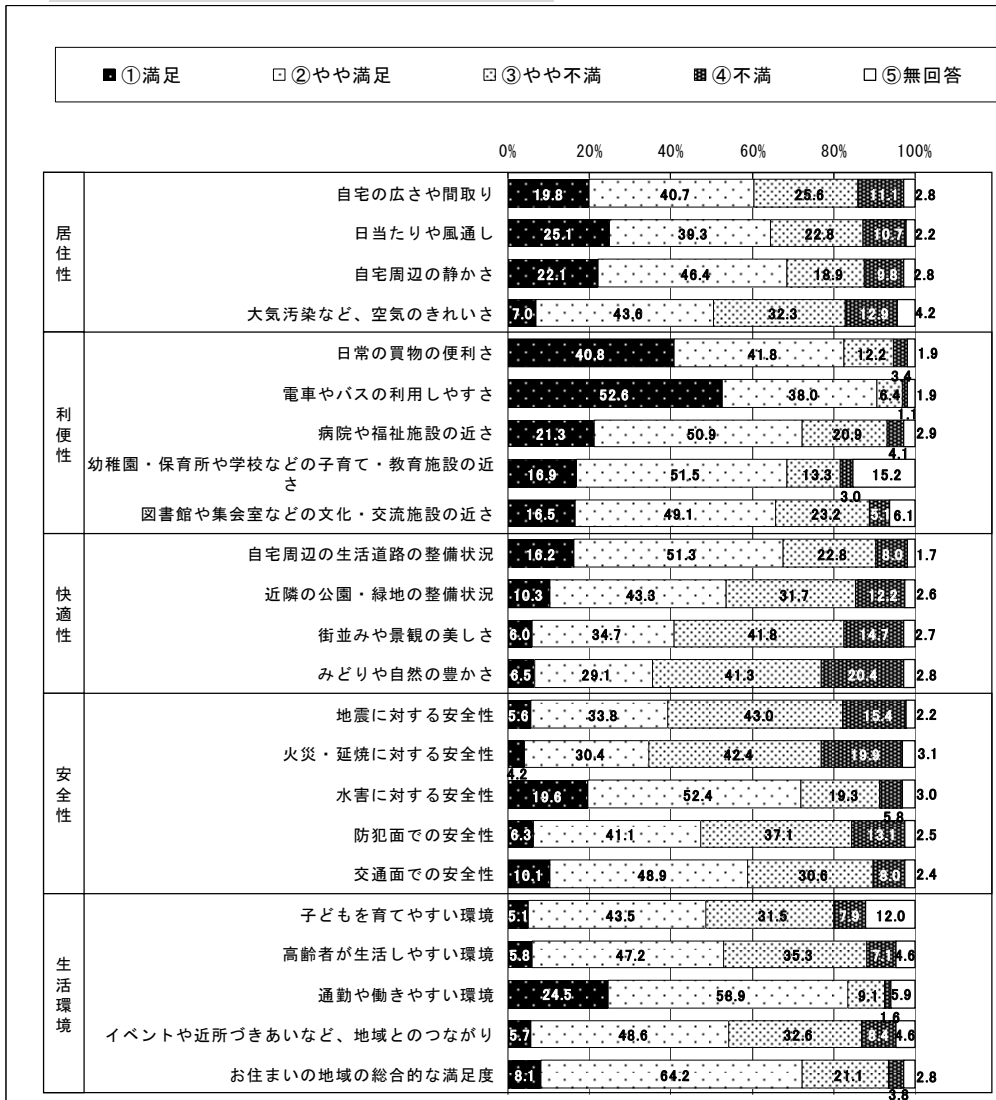 ■①満足 ②やや満足 ③やや不満 ④不満 □⑤無回答
0% 20% 40% 60% 80% 100%
居住性
自宅の広さや間取り 19.8 40.7 25.6 11.1 2.8
日当たりや風通し 25.1 39.3 22.8 10.7 2.2
自宅周辺の静かさ 22.1 46.4 18.9 9.8 2.8
大気汚染など、空気のきれいさ 7.0 43.6 32.3 12.9 4.2
利便性
日常の買物の便利さ 40.8 41.8 12.2 3.4 1.9
電車やバスの利用しやすさ 52.6 38.0 6.4 1.1 1.9
病院や福祉施設の近さ 21.3 50.9 20.9 4.1 2.9
幼稚園・保育所や学校などの子育て・教育施設の近
さ 16.9 51.5 13.3 3.0 15.2
図書館や集会室などの文化・交流施設の近さ 16.5 49.1 23.2 5.1 6.1
快適性
自宅周辺の生活道路の整備状況 16.2 51.3 22.8 8.0 1.7
近隣の公園・緑地の整備状況 10.3 43.3 31.7 12.2 2.6
街並みや景観の美しさ 6.0 34.7 41.8 14.7 2.7
みどりや自然の豊かさ 6.5 29.1 41.3 20.4 2.8
安全性
地震に対する安全性 5.6 33.8 43.0 15.4 2.2
火災・延焼に対する安全性 4.2 30.4 42.4 19.9 3.1
水害に対する安全性 19.6 52.4 19.3 5.8 3.0
防犯面での安全性 6.3 41.1 37.1 13.1 2.5
交通面での安全性 10.1 48.9 30.6 8.0 2.4
生活環境
子どもを育てやすい環境 5.1 43.5 31.5 7.9 12.0
高齢者が生活しやすい環境 5.8 47.2 35.3 7.1 4.6
通勤や働きやすい環境 24.5 58.9 9.1 1.6 5.9
イベントや近所づきあいなど、地域とのつながり 5.7 48.6 32.6 8.4 4.6
お住まいの地域の総合的な満足度 8.1 64.2 21.1 3.8 2.8